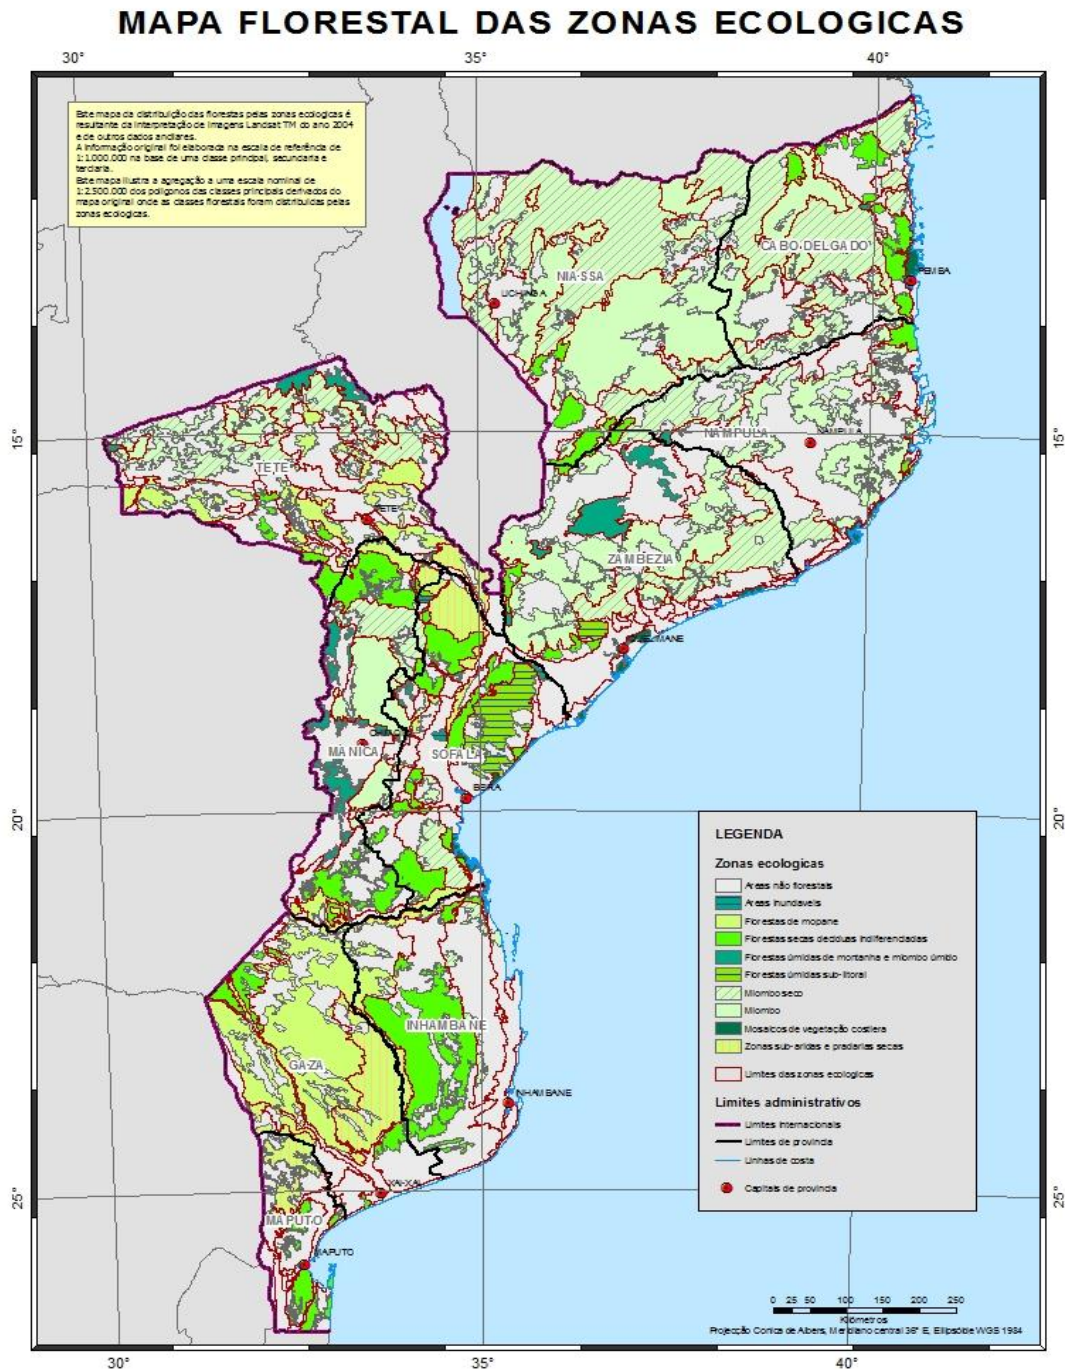 MAPA FLORESTAL DAS ZONAS ECOLOGICAS
30°
35°
40°
Este mapa da distribuição das florestas pelas zonas ecologicas é
resultante da interpretação de imagens Landsat TM do ano 2004
e de outros dados ancilares.
A informação original foi elaborada na escala de referência de
1:1.000.000 na base de uma classe principal, secundaria e
terciaria.
Este mapa ilustra a agregação a uma escala nominal de
1:2.500.000 dos poligonos das classes principais derivados do
mapa original onde as classes florestais foram distribuidas pelas
zonas ecologicas.
CABO DELGADO
NIASSA
PEMBA
LICHINGA
15°
15°
NAMPULA
NAMPULA
TETE
TETE
ZAMBEZIA
QUELIMANE
MANICA
SOFALA
BEIRA
20°
20°
LEGENDA
Zonas ecologicas
Areas não florestais
Areas inundaveis
Florestas de mopane
Florestas secas deciduas indiferenciadas
Florestas úmidas de montanha e miombo úmido
Florestas úmidas sub-litoral
Miombo seco
Miombo
Mosaicos de vegetação costeira
Zonas sub-aridas e pradarias secas
Limites das zonas ecologicas
Limites administrativos
Limites internacionais
Limites de provincia
Linhas de costa
Capitais de provincia
INHAMBANE
GAZA
INHAMBANE
XAI-XAI
25°
25°
MAPUTO
MAPUTO
0 25 50 100 150 200 250
Kilómetros
Projecção Conica de Albers, Meridiano central 36° E, Elipsóide WGS 1984
30°
35°
40°